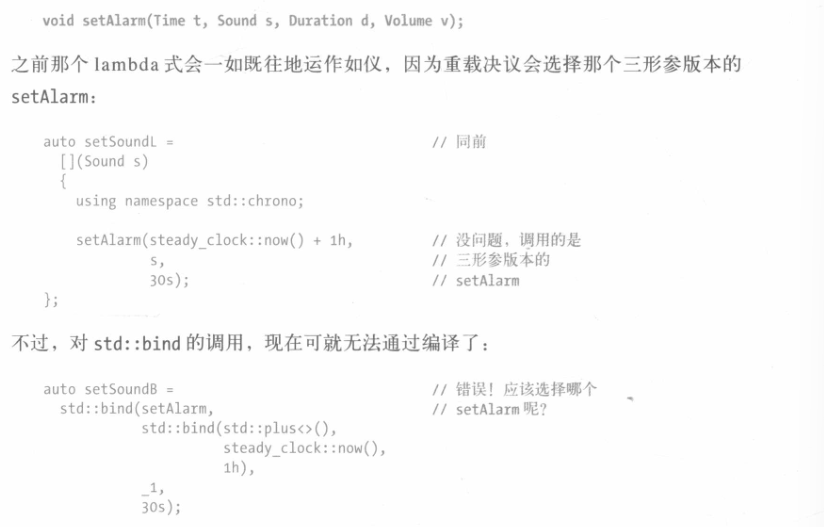 void setAlarm(Time t, Sound s, Duration d, Volume v);
之前那个 lambda 式会一如既往地运作如仪，因为重载决议会选择那个三形参版本的
setAlarm：
auto setSoundL = // 同前
[](Sound s)
{
using namespace std::chrono;
setAlarm(steady_clock::now() + 1h, // 没问题，调用的是
s, // 三形参版本的
30s); // setAlarm
};
不过，对 std::bind 的调用，现在可就无法通过编译了：
auto setSoundB = // 错误！应该选择哪个
std::bind(setAlarm, // setAlarm 呢？
std::bind(std::plus<>(),
steady_clock::now(),
1h),
_1,
30s);